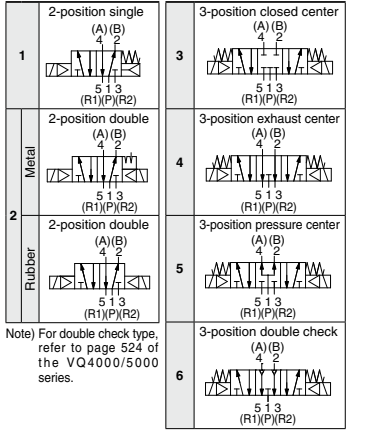 1
2-position single
(A) (B)
4 2
5 1 3
(R1)(P)(R2)
2
Metal
2-position double
(A) (B)
4 2
5 1 3
(R1)(P)(R2)
Rubber
2-position double
(A) (B)
4 2
5 1 3
(R1)(P)(R2)
Note) For double check type,
refer to page 524 of
the VQ4000/5000
series.
3
3-position closed center
(A) (B)
4 2
5 1 3
(R1)(P)(R2)
4
3-position exhaust center
(A) (B)
4 2
5 1 3
(R1)(P)(R2)
5
3-position pressure center
(A) (B)
4 2
5 1 3
(R1)(P)(R2)
6
3-position double check
(A) (B)
4 2
5 1 3
(R1)(P)(R2)